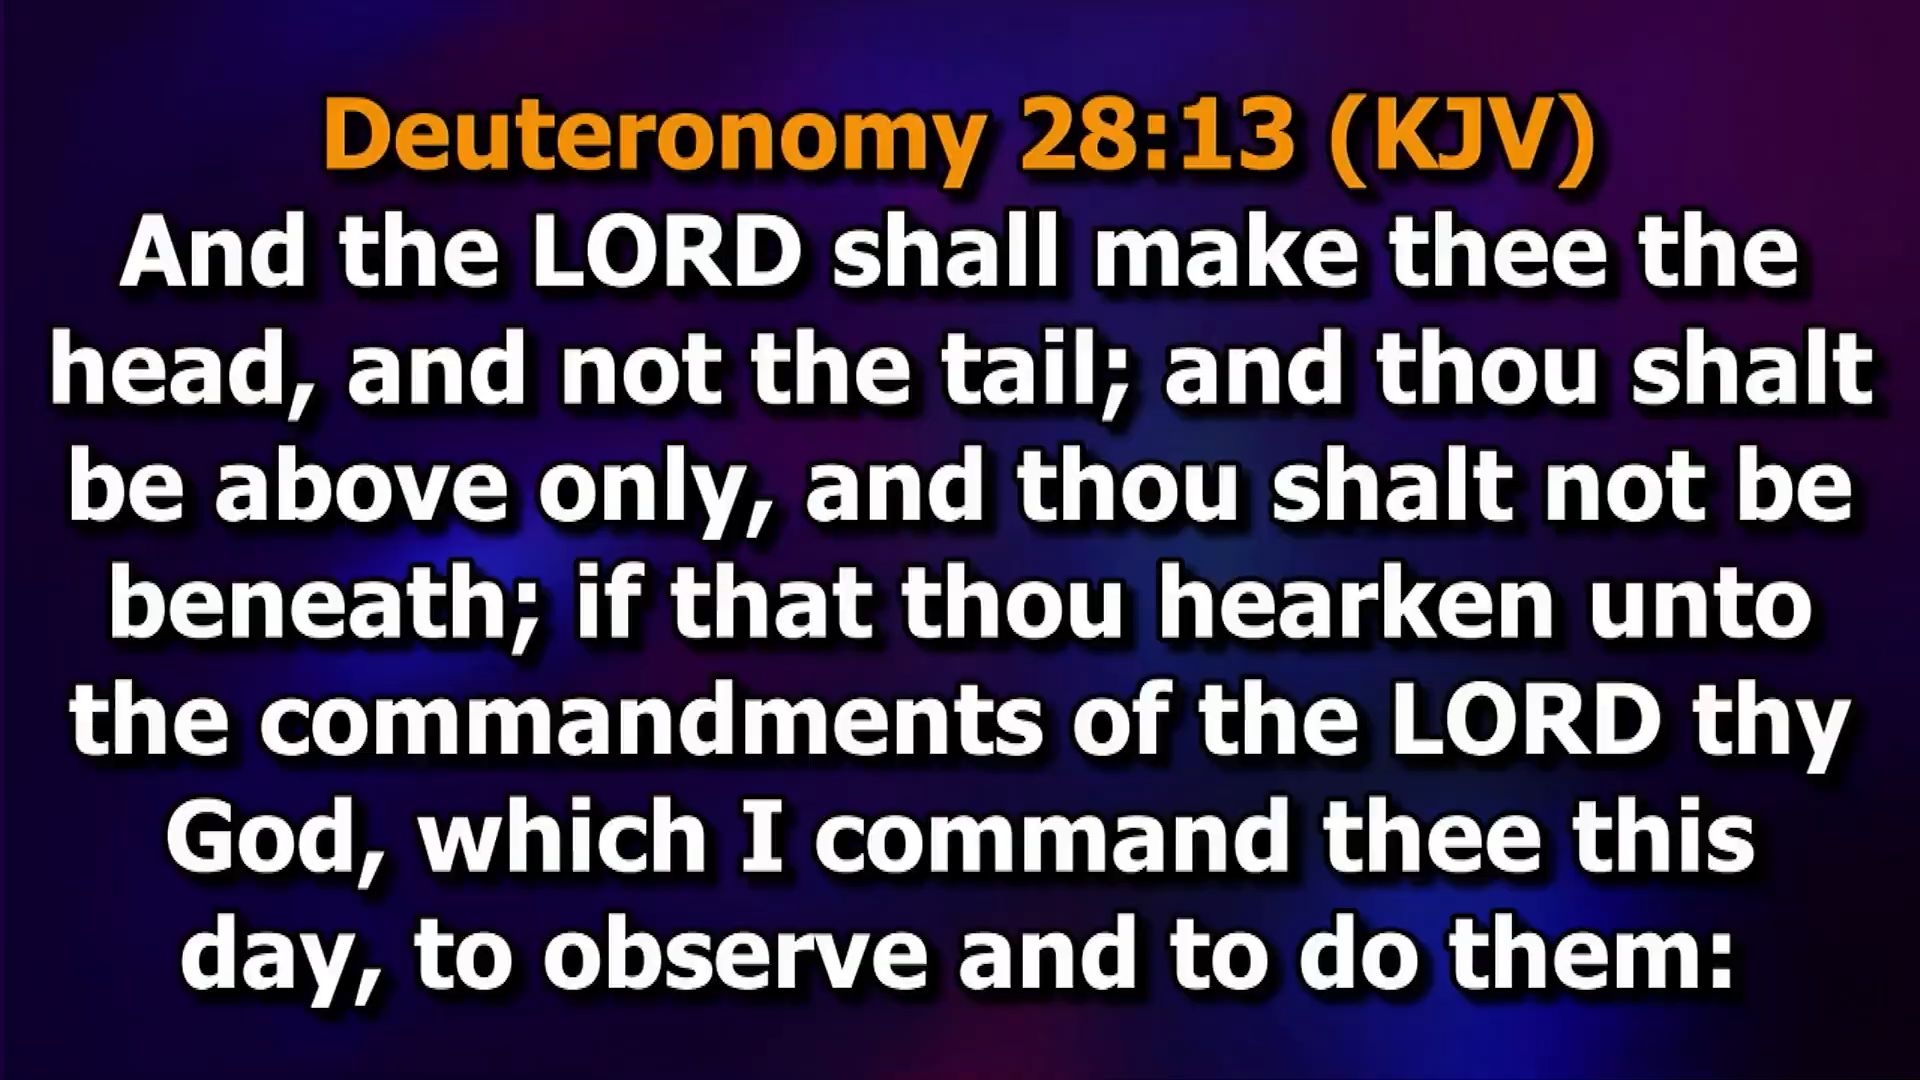 Deuteronomy 28:13 (KJV)
And the LORD shall make thee the
head, and not the tail; and thou shalt
be above only, and thou shalt not be
beneath; if that thou hearken unto
the commandments of the LORD thy
God, which I command thee this
day, to observe and to do them: